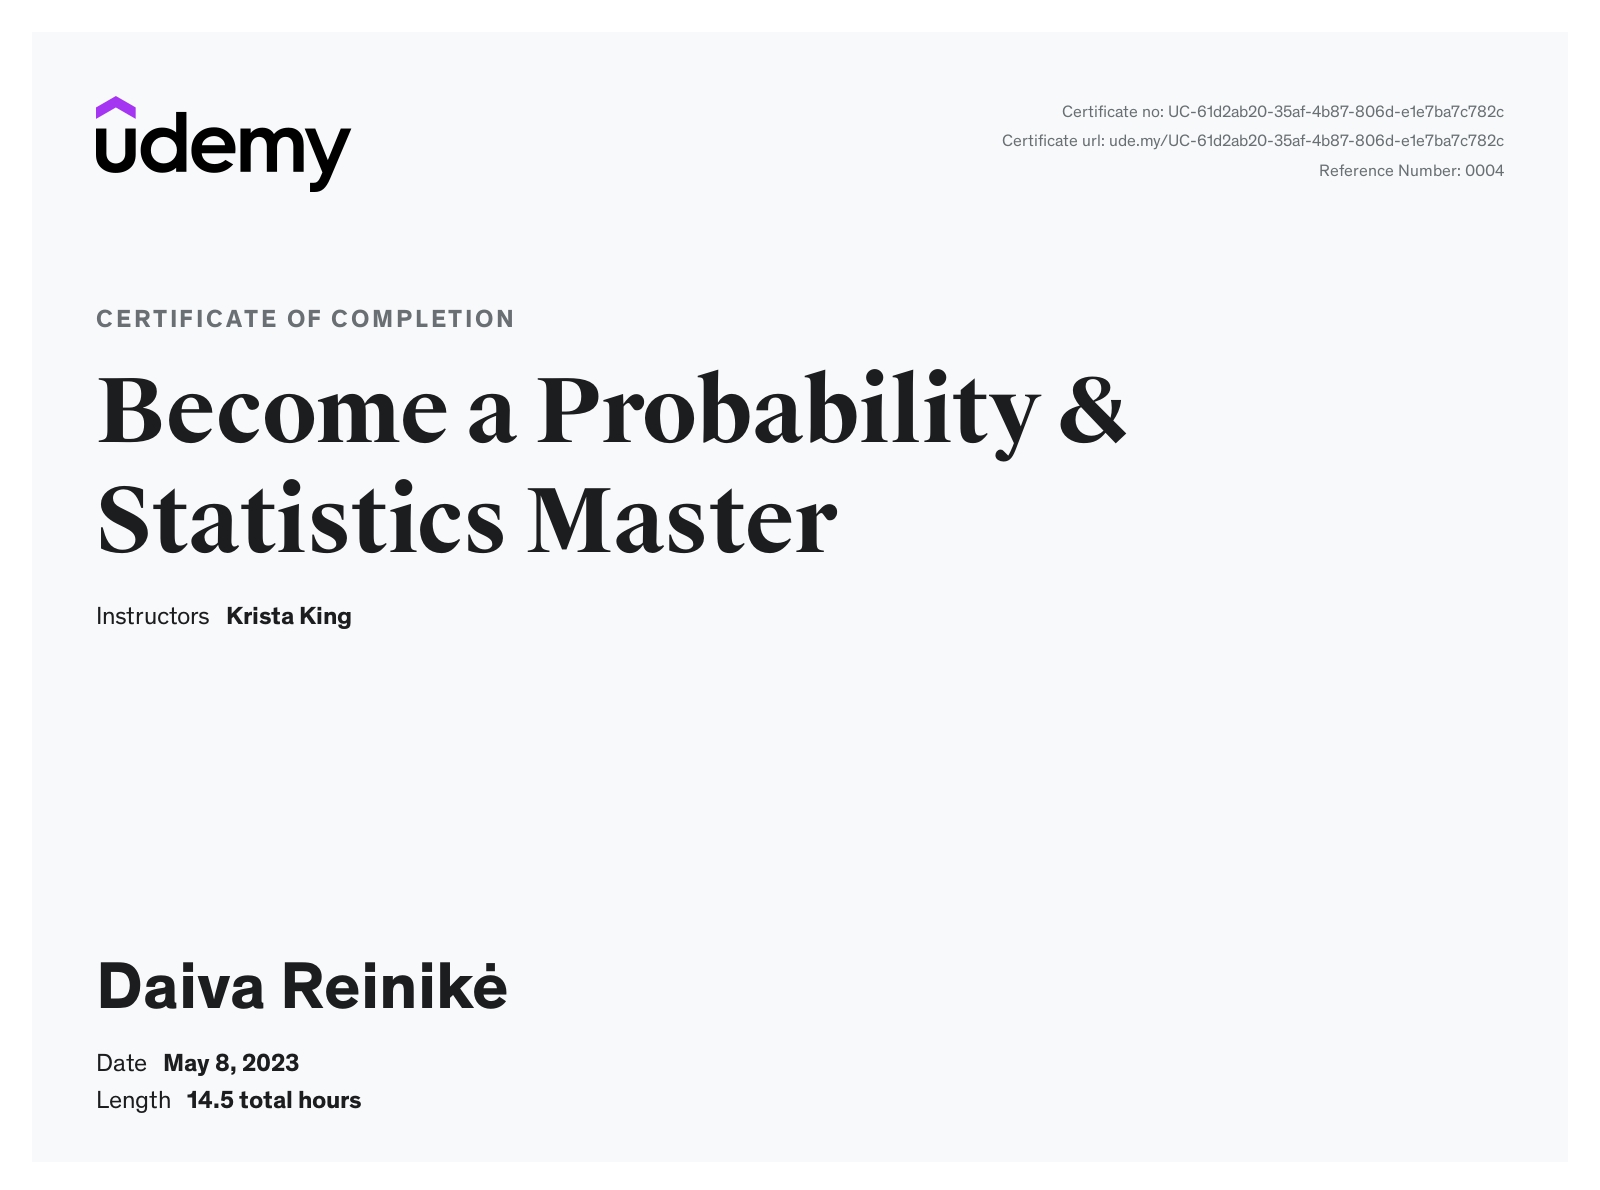 udemy
Certificate no: UC-61d2ab20-35af-4b87-806d-e1e7ba7c782c
Certificate url: ude.my/UC-61d2ab20-35af-4b87-806d-e1e7ba7c782c
Reference Number: 0004
CERTIFICATE OF COMPLETION
Become a Probability &
Statistics Master
Instructors Krista King
Daiva Reinikė
Date May 8, 2023
Length 14.5 total hours